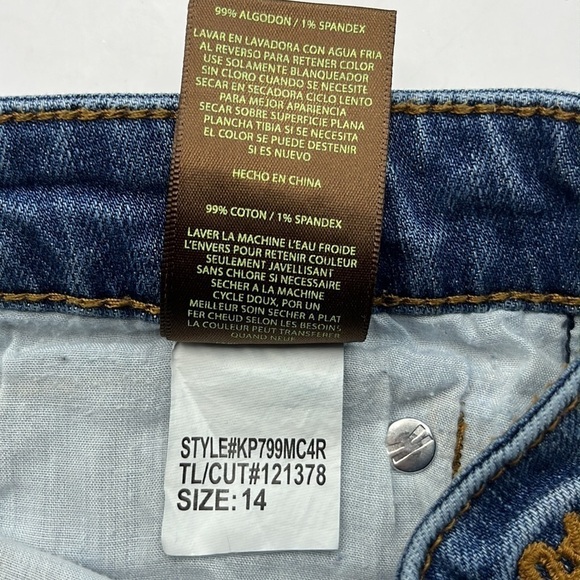 99% ALGODON / 1% SPANDEX
LAVAR EN LAVADORA CON AGUA FRIA
AL REVERSO PARA RETENER COLOR
USE SOLAMENTE BLANQUEADOR
SIN CLORO CUANDO SE NECESITE
SECAR EN SECADORA CICLO LENTO
PARA MEJOR APARIENCIA
SECAR SOBRE SUPERFICIE PLANA
PLANCHA TIBIA SI SE NECESITA
EL COLOR SE PUEDE DESTENIR
SI ES NUEVO
HECHO EN CHINA
99% COTON / 1% SPANDEX
LAVER LA MACHINE L'EAU FROIDE
L'ENVERS POUR RETENIR COULEUR
SEULEMENT JAVELLISANT
SANS CHLORE SI NÉCESSAIRE
SECHER A LA MACHINE
CYCLE DOUX, POUR UN
MEILLEUR SOIN SECHER A PLAT
FER CHEUD SELON LES BESOINS
LA COULEUR PEUT TRANSFERER
QUAND NEUF
STYLE#KP799MC4R
TL/CUT#121378
SIZE: 14